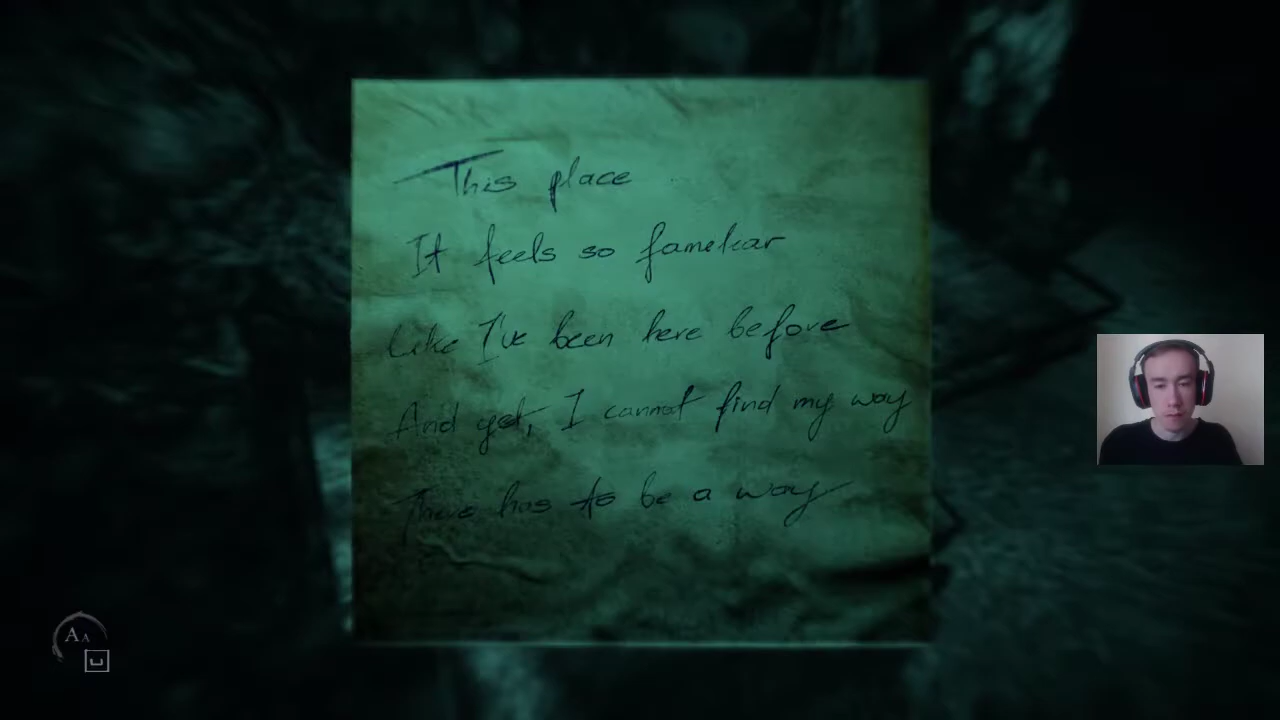 This place
It feels so fameliar
Like I've been here before
And yet, I cannot find my way
There has to be a way
A A